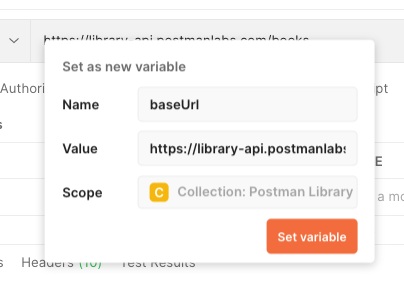 https://library-api.postmanlabs.com/books
Set as new variable
Authori
pt
Name
baseUrl
s
Value
https://library-api.postmanlabs
E
Scope
C
Collection: Postman Library
a mo
Set variable
s
Headers (10)
Test Results